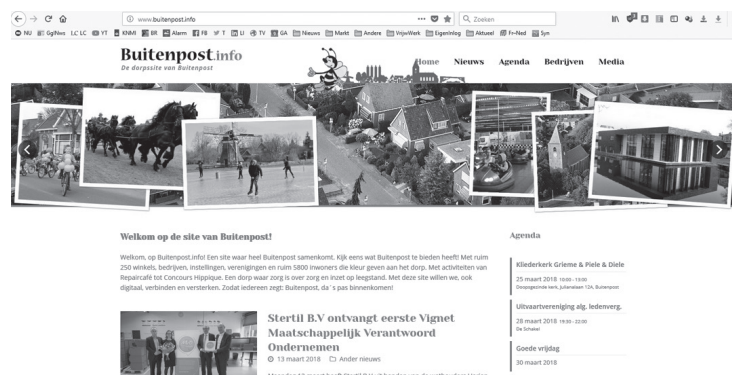 www.buitenpost.info
Zoeken
NU GglNws LC LC YT KNMI BR Alarm FB T LI TV GA Nieuws Merkt Andere VrijwWerk EigenInlog Aktueel Fr-Ned Syn
Buitenpost.info
De dorpssite van Buitenpost
Home Nieuws Agenda Bedrijven Media
Welkom op de site van Buitenpost!
Welkom, op Buitenpost.info! Een site waar heel Buitenpost samenkomt. Kijk eens wat Buitenpost te bieden heeft! Met ruim
250 winkels, bedrijven, instellingen, verenigingen en ruim 5800 inwoners die kleur geven aan het dorp. Met activiteiten van
Repaircafé tot Concours Hippique. Een dorp waar zorg is over zorg en inzet op leegstand. Met deze site willen we, ook
digitaal, verbinden en versterken. Zodat iedereen zegt: Buitenpost, da´s pas binnenkomen!
Stertil B.V ontvangt eerste Vignet
Maatschappelijk Verantwoord
Ondernemen
13 maart 2018 Ander nieuws
Agenda
Kliederkerk Grieme & Piele & Diele
25 maart 2018 10:00 - 13:00
Doopsgezinde kerk, Julianalaan 12A, Buitenpost
Uitvaartvereniging alg. ledenverg.
28 maart 2018 19:30 - 22:00
De Schakel
Goede vrijdag
30 maart 2018